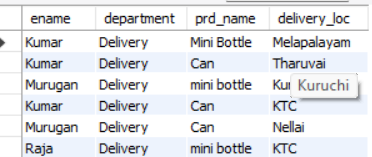 ename department prd_name delivery_loc
Kumar Delivery Mini Bottle Melapalayam
Kumar Delivery Can Tharuvai
Murugan Delivery mini bottle Kuruchi
Kumar Delivery Can KTC
Murugan Delivery Can Nellai
Raja Delivery mini bottle KTC